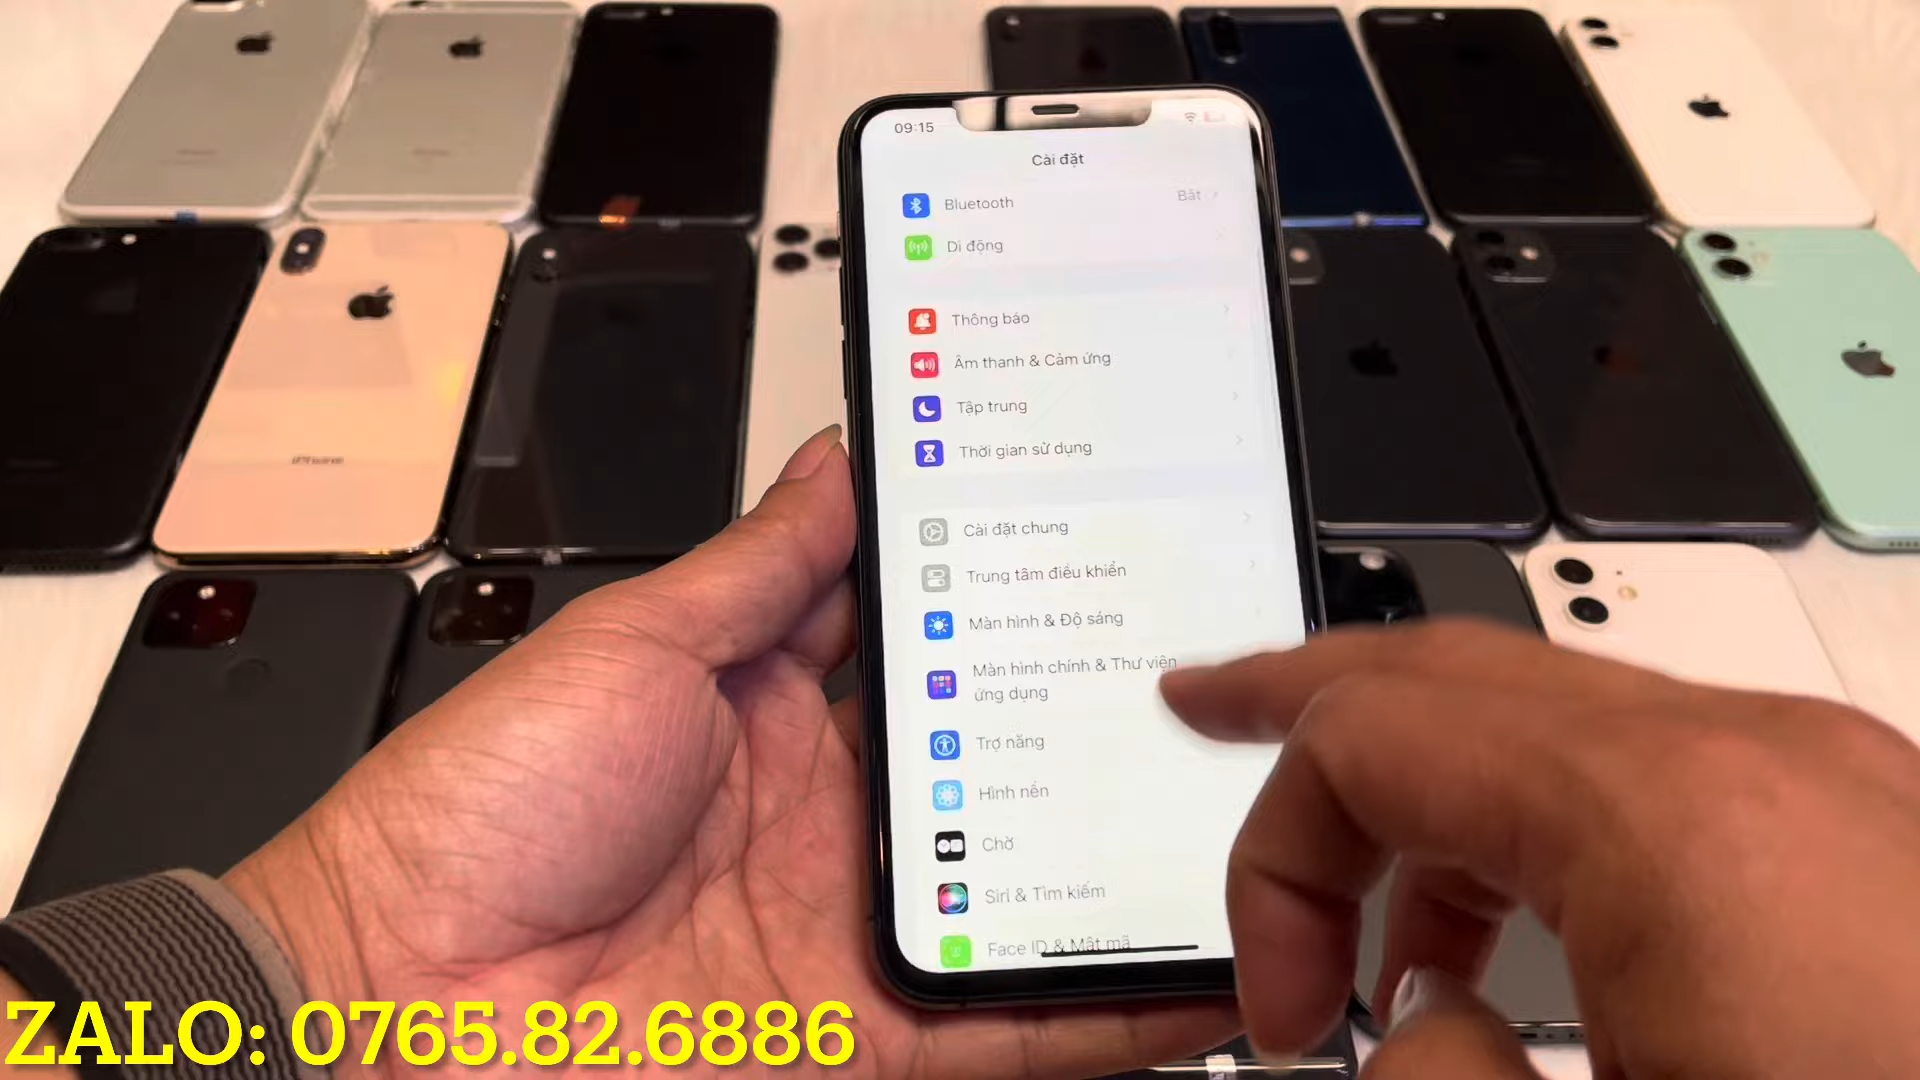 09:15
Cài đặt
Bluetooth
Bật
Di động
Thông báo
Âm thanh & Cảm ứng
Tập trung
Thời gian sử dụng
Cài đặt chung
Trung tâm điều khiển
Màn hình & Độ sáng
Màn hình chính & Thư viện
ứng dụng
Trợ năng
Hình nền
Chờ
Siri & Tìm kiếm
Face ID & Mật mã
iPhone
ZALO: 0765.82.6886